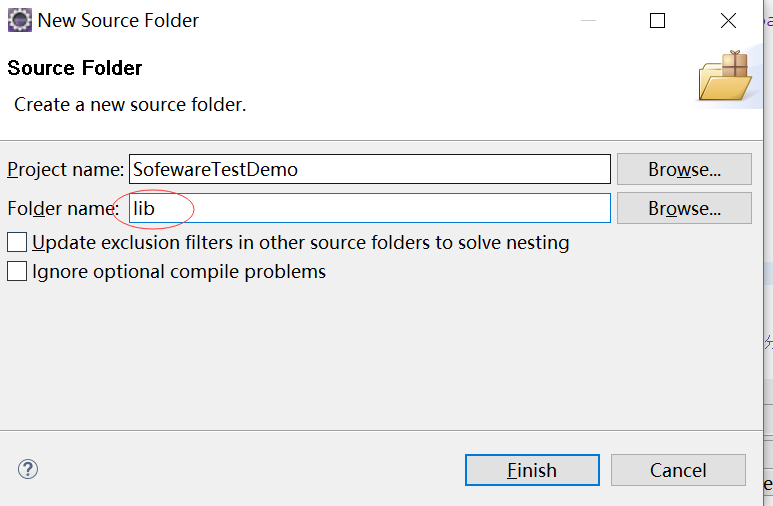 New Source Folder
Source Folder
Create a new source folder.
Project name: SofewareTestDemo Browse...
Folder name: lib Browse...
Update exclusion filters in other source folders to solve nesting
Ignore optional compile problems
? Finish Cancel